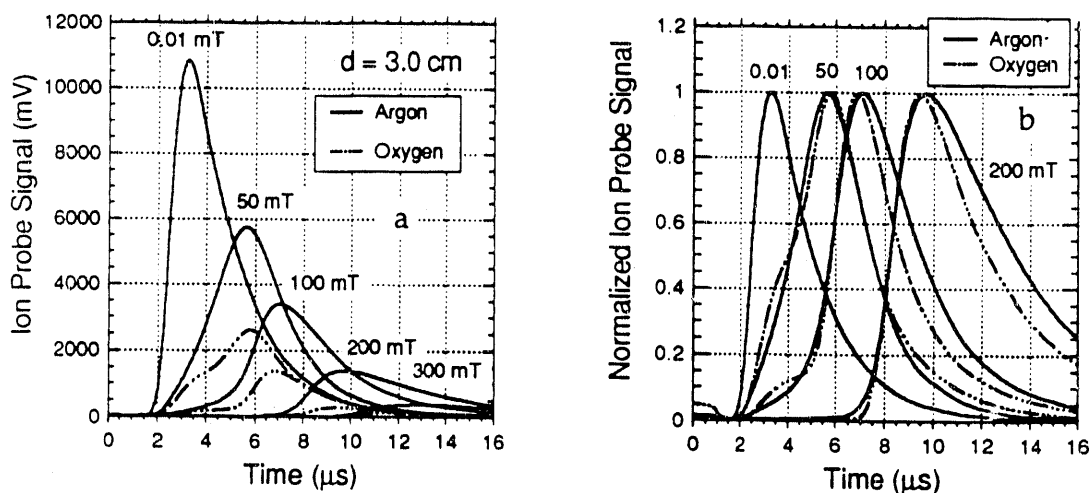 12000
10000
8000
6000
4000
2000
0
Ion Probe Signal (mV)
0.01 mT
d = 3.0 cm
Argon
Oxygen
50 mT
a
100 mT
200 mT
300 mT
0 2 4 6 8 10 12 14 16
Time (μs)
1.2
1
0.8
0.6
0.4
0.2
0
Normalized Ion Probe Signal
Argon
Oxygen
0.01 50 100
b
200 mT
0 2 4 6 8 10 12 14 16
Time (μs)